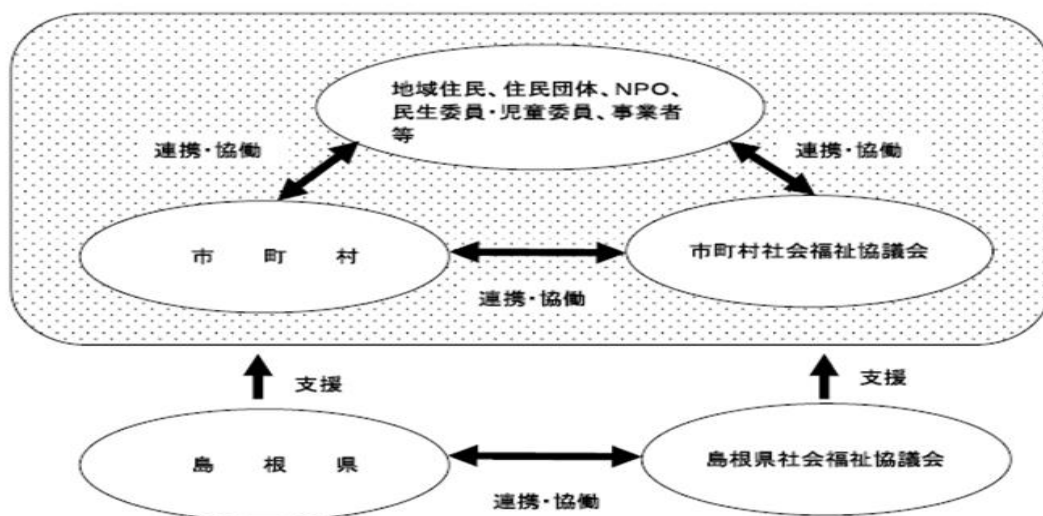 地域住民、住民団体、NPO、
民生委員・児童委員、事業者
等
連携・協働
連携・協働
市 町 村
市町村社会福祉協議会
連携・協働
支援
支援
島 根 県
島根県社会福祉協議会
連携・協働